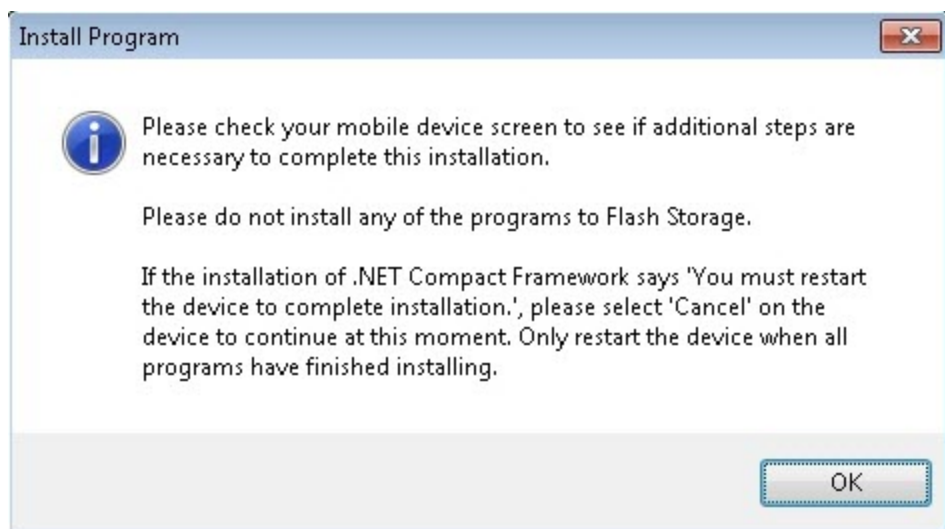 Install Program
Please check your mobile device screen to see if additional steps are
necessary to complete this installation.
Please do not install any of the programs to Flash Storage.
If the installation of .NET Compact Framework says 'You must restart
the device to complete installation.', please select 'Cancel' on the
device to continue at this moment. Only restart the device when all
programs have finished installing.
OK